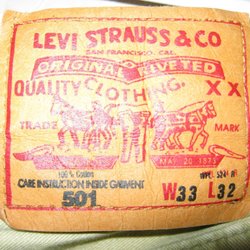 LEVI STRAUSS & CO
SAN FRANCISCO, CAL.
ORIGINAL RIVETED
QUALITY CLOTHING. XX
TRADE MARK
MAY 20 1873
100% Cotton
CARE INSTRUCTION INSIDE GARMENT
501
W33 L32